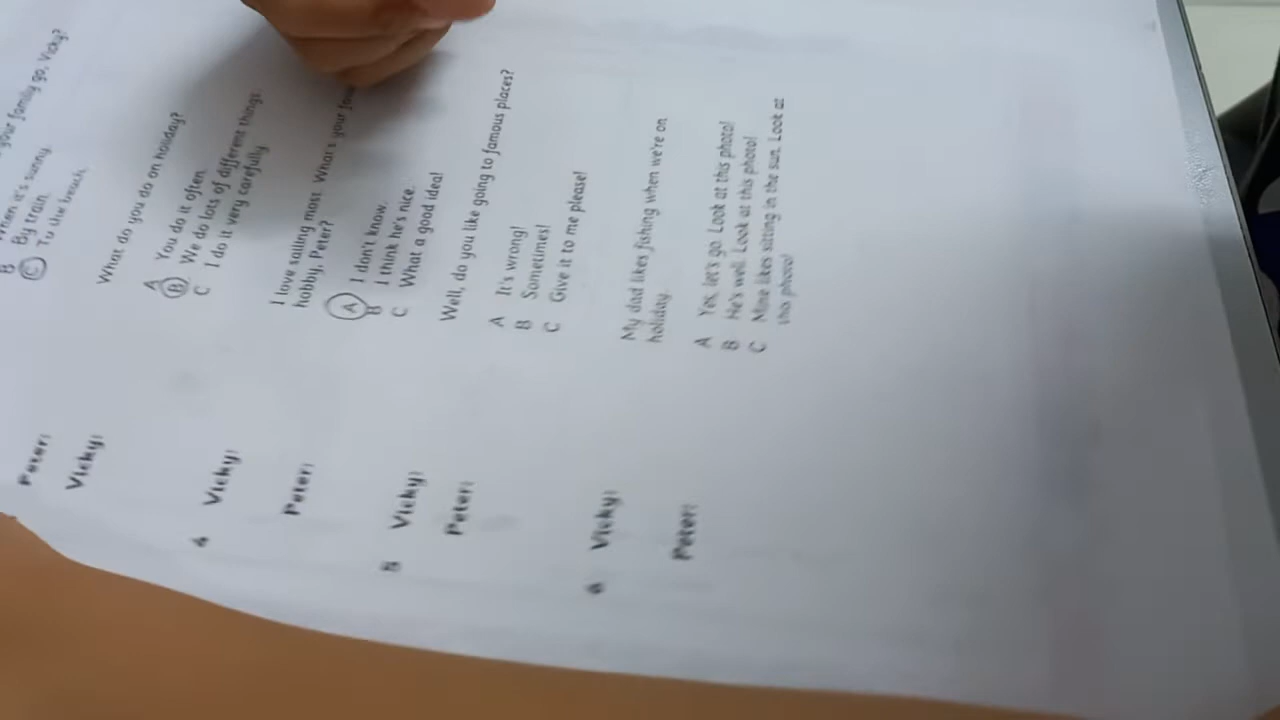 your family go, Vicky?
When it's sunny.
B By train.
C To the beach.
Peter: What do you do on holiday?
Vicky:
A You do it often.
B We do lots of different things.
C I do it very carefully.
4 Vicky: I love sailing most. What's your
hobby, Peter?
Peter:
A I don't know.
B I think he's nice.
C What a good idea!
5 Vicky: Well, do you like going to famous places?
Peter:
A It's wrong!
B Sometimes!
C Give it to me please!
6 Vicky: My dad likes fishing when we're on
holiday.
Peter:
A Yes, let's go. Look at this photo!
B He's well. Look at this photo!
C Mine likes sitting in the sun. Look at
this photo!